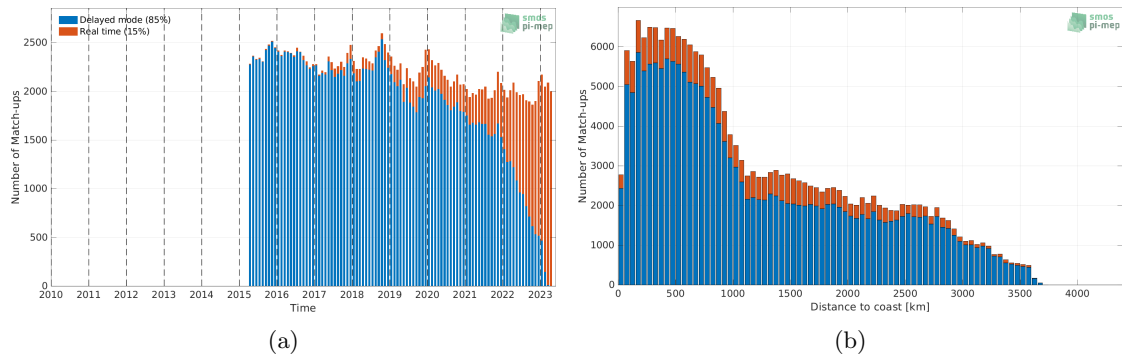 Delayed mode (85%)
Real time (15%)
smos
pi-mep
2500
2000
1500
1000
500
0
Number of Match-ups
2010 2011 2012 2013 2014 2015 2016 2017 2018 2019 2020 2021 2022 2023
Time
(a)
smos
pi-mep
6000
5000
4000
3000
2000
1000
0
Number of Match-ups
0 500 1000 1500 2000 2500 3000 3500 4000
Distance to coast [km]
(b)